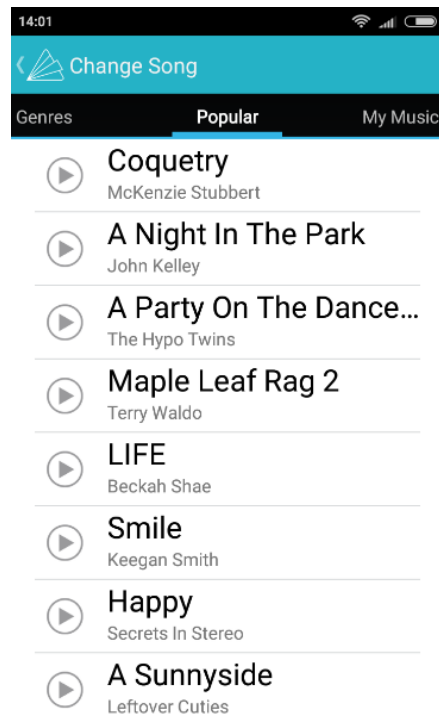 14:01
Change Song
Genres Popular My Music
Coquetry
McKenzie Stubbert
A Night In The Park
John Kelley
A Party On The Dance...
The Hypo Twins
Maple Leaf Rag 2
Terry Waldo
LIFE
Beckah Shae
Smile
Keegan Smith
Happy
Secrets In Stereo
A Sunnyside
Leftover Cuties